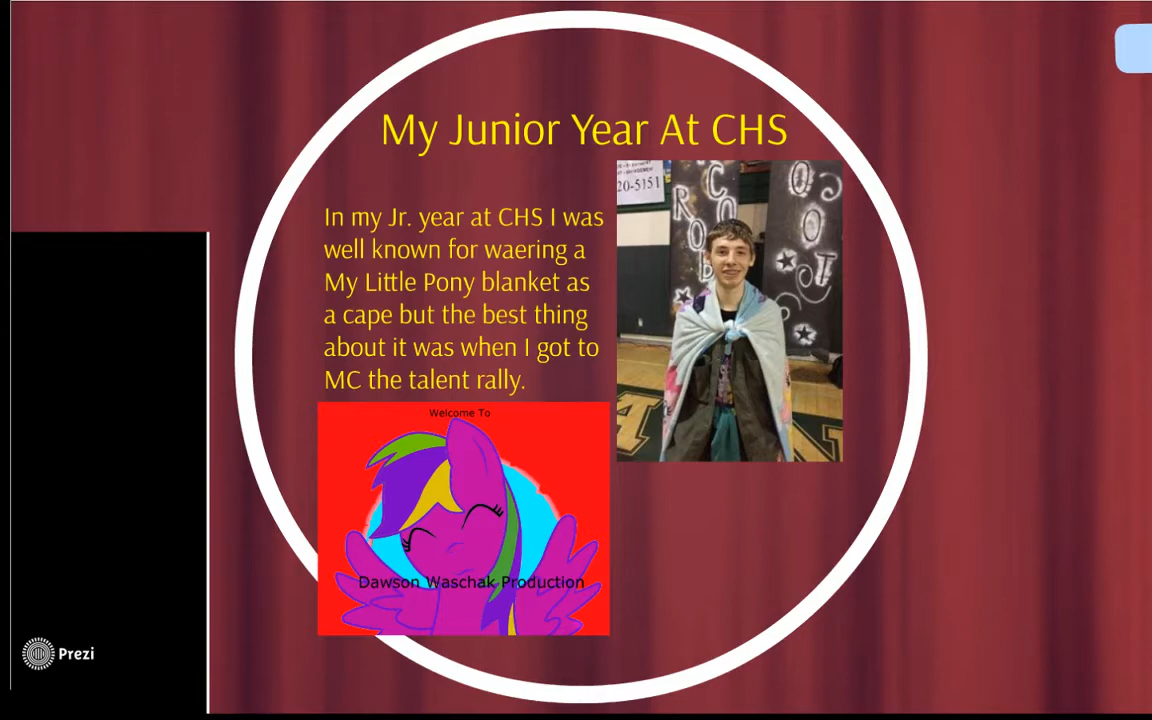 My Junior Year At CHS
In my Jr. year at CHS I was
well known for waering a
My Little Pony blanket as
a cape but the best thing
about it was when I got to
MC the talent rally.
20-5151
Welcome To
Dawson Waschak Production
Prezi